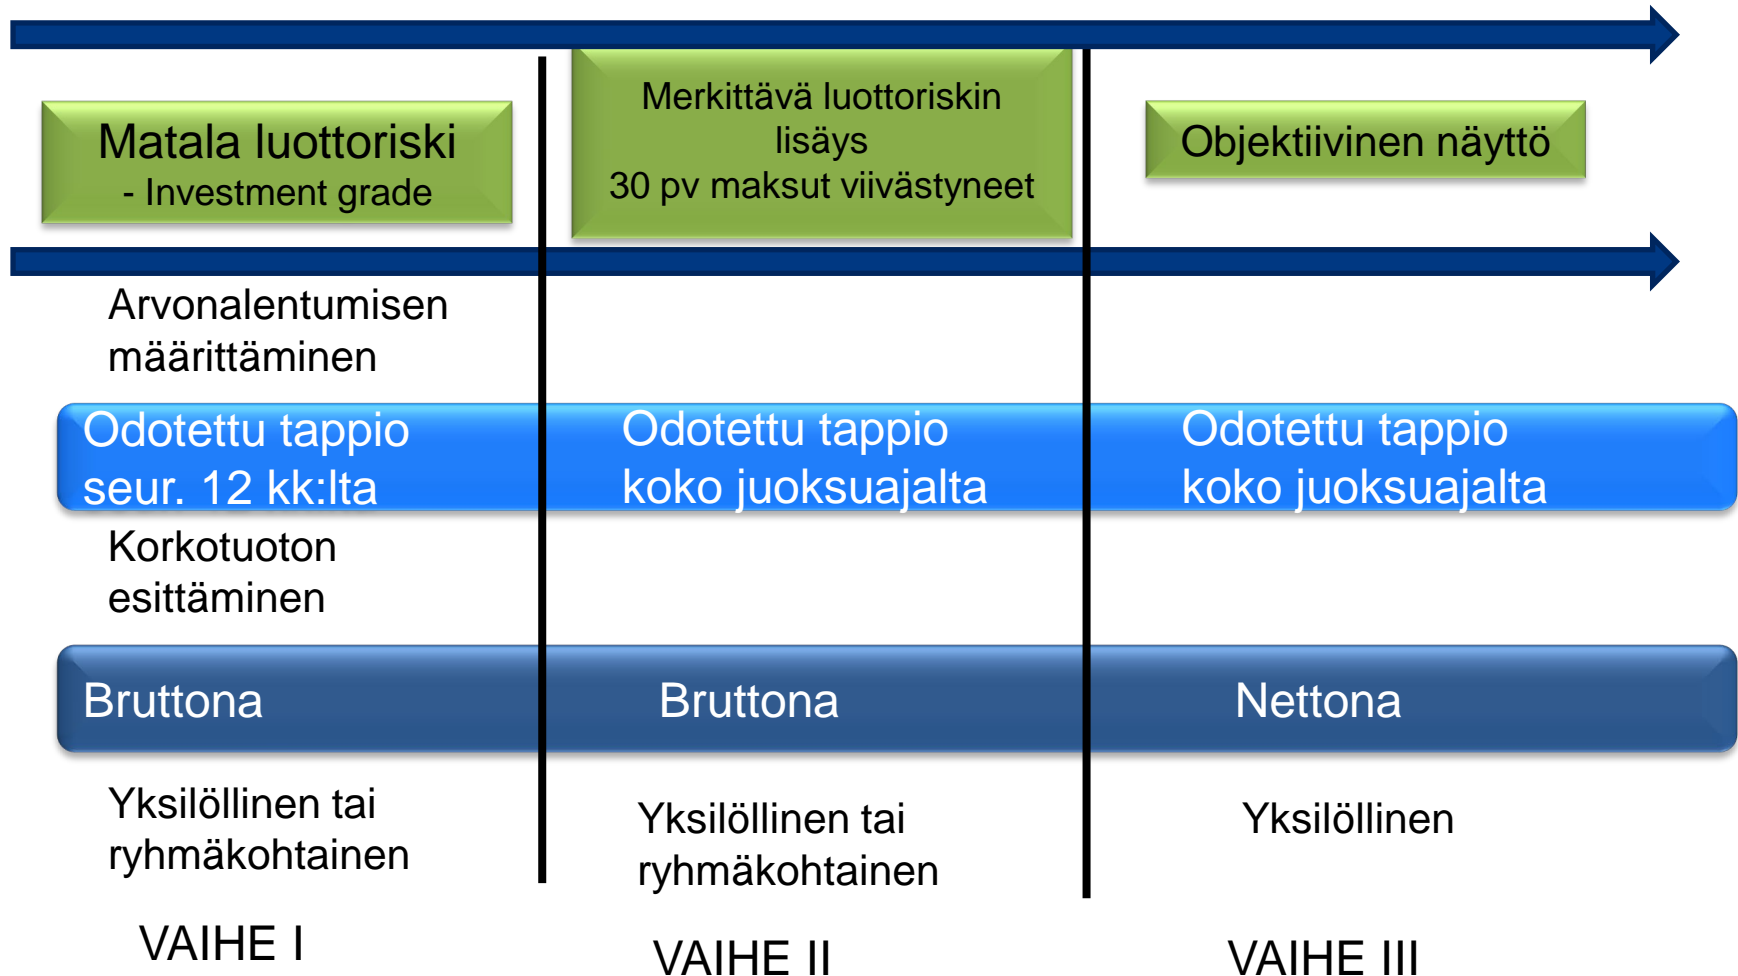 Matala luottoriski
- Investment grade
Merkittävä luottoriskin
lisäys
30 pv maksut viivästyneet
Objektiivinen näyttö
Arvonalentumisen
määrittäminen
Odotettu tappio
seur. 12 kk:lta
Odotettu tappio
koko juoksuajalta
Odotettu tappio
koko juoksuajalta
Korkotuoton
esittäminen
Bruttona
Bruttona
Nettona
Yksilöllinen tai
ryhmäkohtainen
Yksilöllinen tai
ryhmäkohtainen
Yksilöllinen
VAIHE I
VAIHE II
VAIHE III